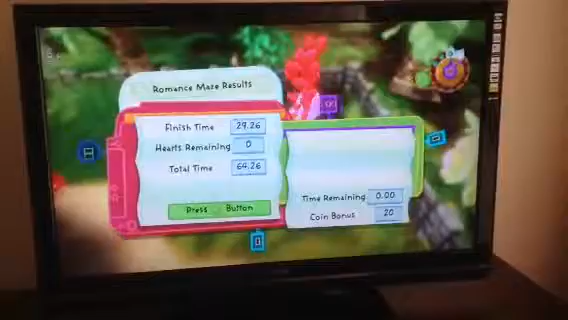 Romance Maze Results
Finish Time 29.26
Hearts Remaining 0
Total Time 64.26
Press Button
Time Remaining 0.00
Coin Bonus 20